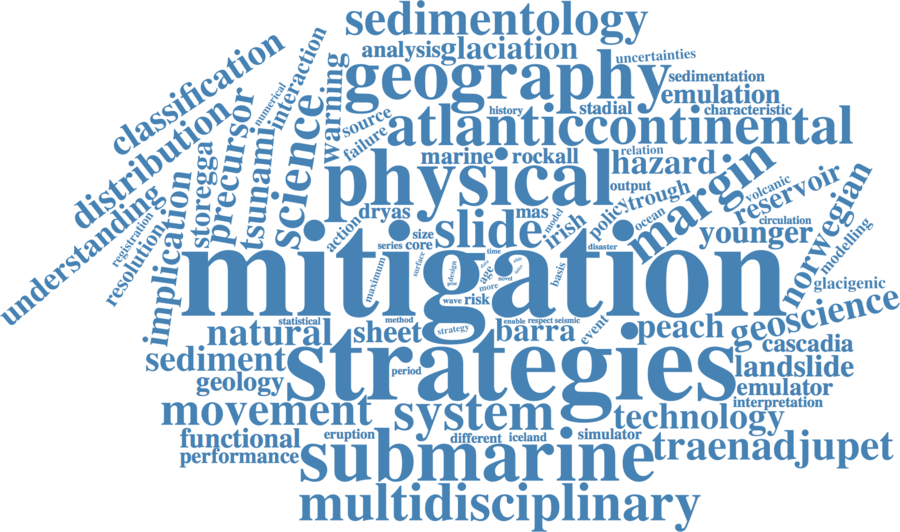 sedimentology
analysis
glaciation
uncertainties
geography
sedimentation
emulation
classification
numerical
interaction
warning
source
history
stadial
characteristic
failure
atlantic
continental
distribution
precursor
tsunami
science
marine
rockall
relation
hazard
physical
output
trough
margin
volcanic
reservoir
understanding
registration
resolution
implication
storegga
action
dryas
size
slide
mas
model
irish
policy
ocean
circulation
younger
norwegian
modelling
series
core
time
disaster
mitigation
maximum
surface
design
age
more
novel
basis
wave
risk
glacigenic
statistical
method
strategy
enable
respect
seismic
event
natural
sheet
barra
peach
geoscience
cascadia
sediment
strategies
period
landslide
geology
emulator
interpretation
movement
system
technology
functional
eruption
different
iceland
simulator
performance
submarine
traenadjupet
multidisciplinary